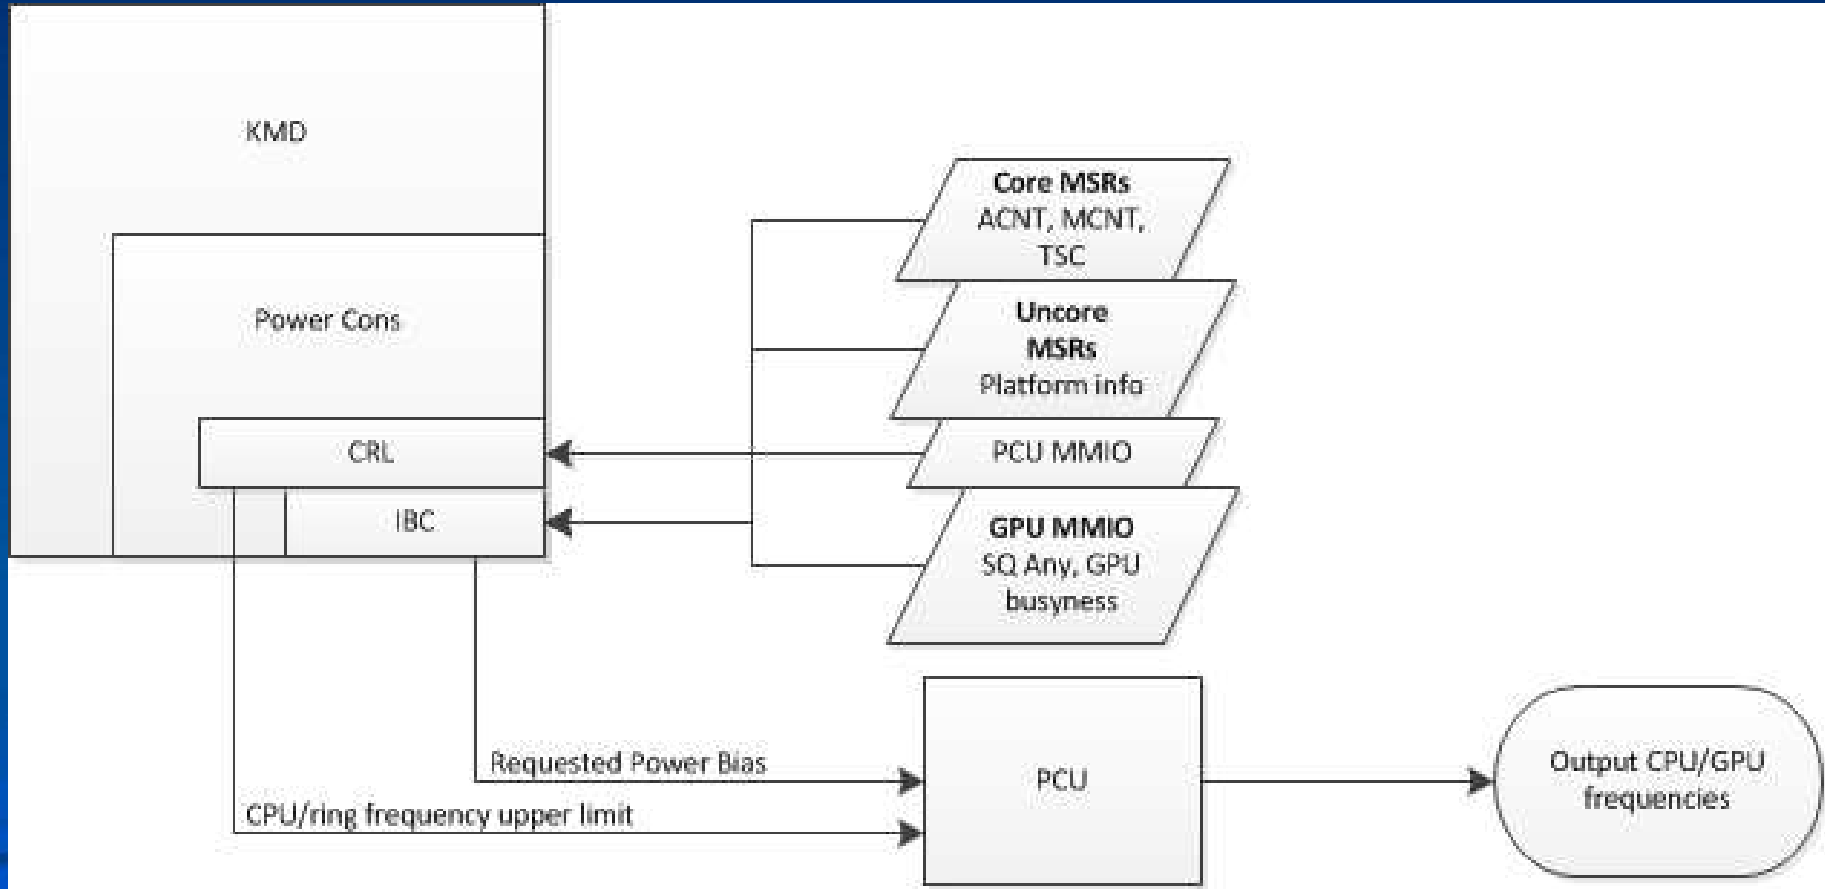 KMD
Power Cons
CRL
IBC
Core MSRs
ACNT, MCNT,
TSC
Uncore
MSRs
Platform info
PCU MMIO
GPU MMIO
SQ Any, GPU
busyness
Requested Power Bias
CPU/ring frequency upper limit
PCU
Output CPU/GPU
frequencies